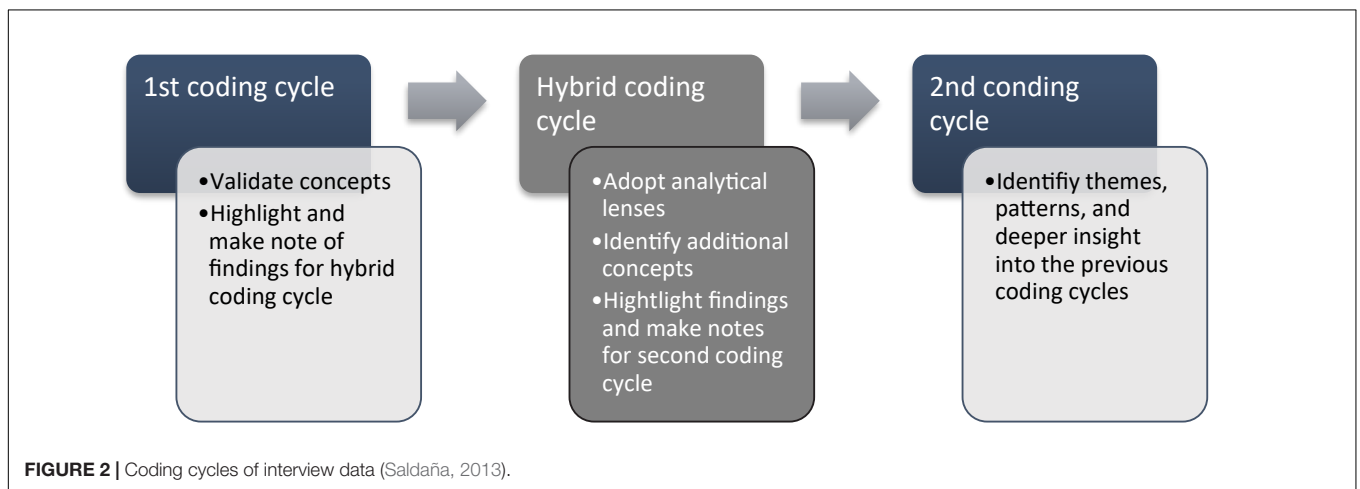 1st coding cycle
•Validate concepts
•Highlight and
make note of
findings for hybrid
coding cycle
Hybrid coding
cycle
•Adopt analytical
lenses
•Identify additional
concepts
•Hightlight findings
and make notes
for second coding
cycle
2nd conding
cycle
•Identifiy themes,
patterns, and
deeper insight
into the previous
coding cycles
FIGURE 2 | Coding cycles of interview data (Saldaña, 2013).